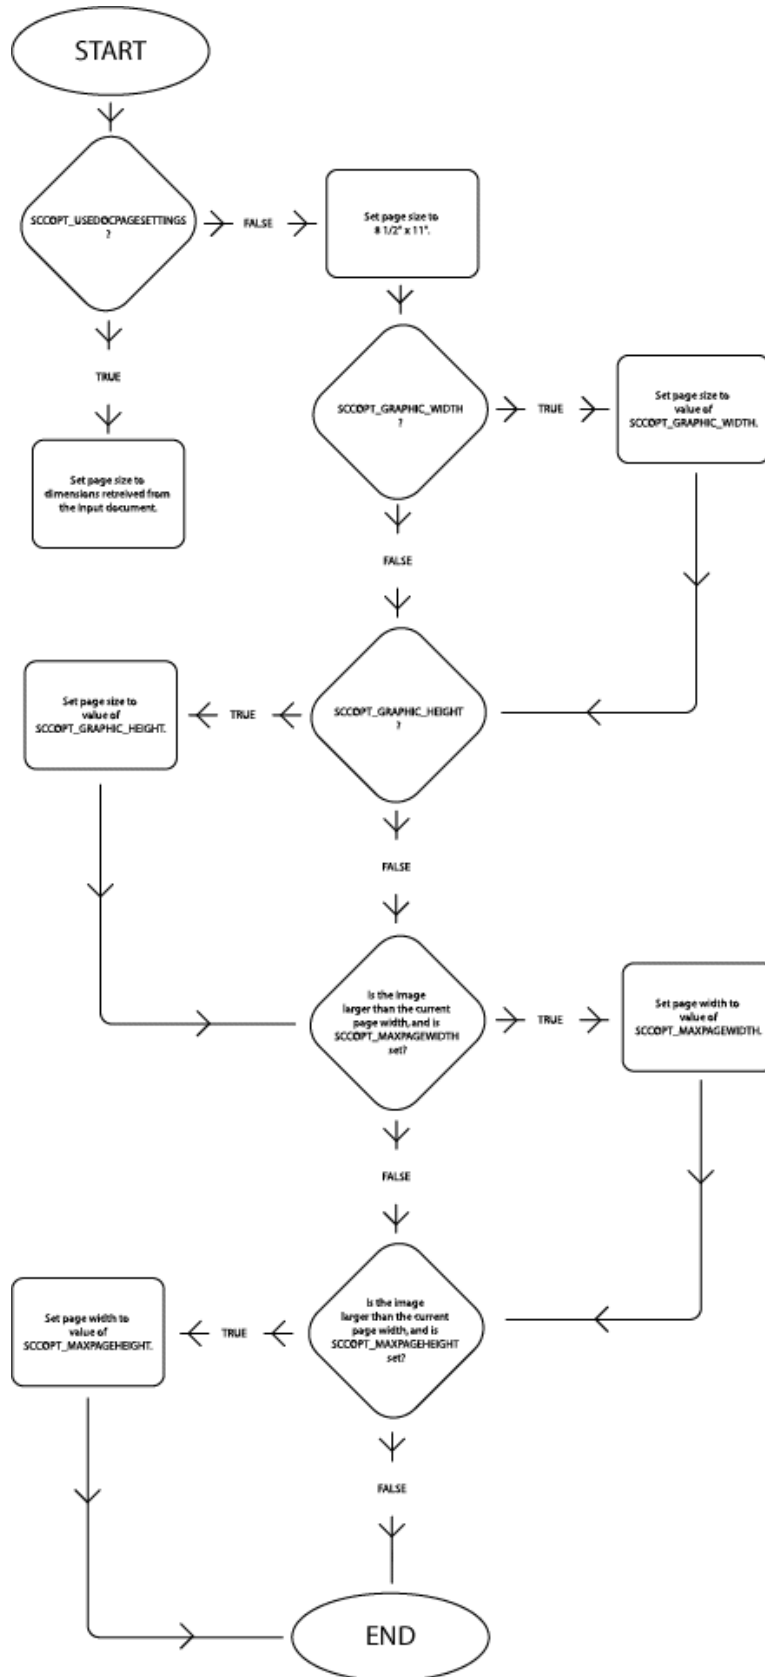 START
SCCOPT_USEDOCPAGESETTINGS
?
FALSE
Set page size to
8 1/2" x 11".
TRUE
SCCOPT_GRAPHIC_WIDTH
?
TRUE
Set page size to
value of
SCCOPT_GRAPHIC_WIDTH.
Set page size to
dimensions retreived from
the input document.
FALSE
Set page size to
value of
SCCOPT_GRAPHIC_HEIGHT.
TRUE
SCCOPT_GRAPHIC_HEIGHT
?
FALSE
Is the image
larger than the current
page width, and is
SCCOPT_MAXPAGEWIDTH
set?
TRUE
Set page width to
value of
SCCOPT_MAXPAGEWIDTH.
FALSE
Set page width to
value of
SCCOPT_MAXPAGEHEIGHT.
TRUE
Is the image
larger than the current
page width, and is
SCCOPT_MAXPAGEHEIGHT
set?
FALSE
END